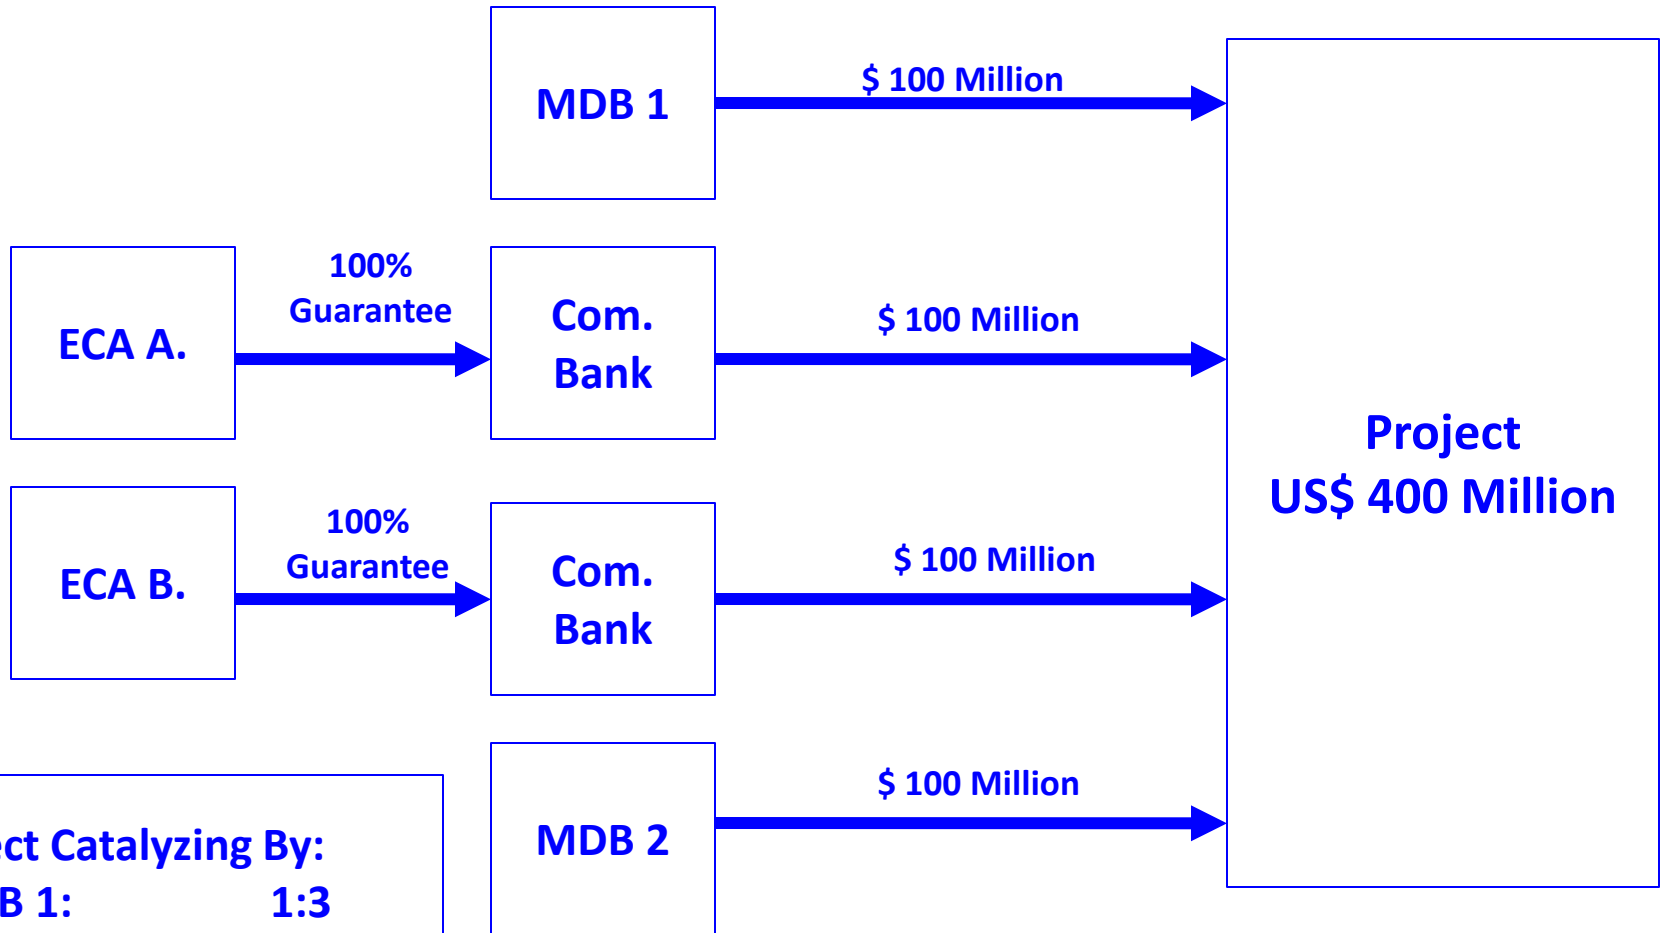 MDB 1
$ 100 Million
ECA A.
100%
Guarantee
Com.
Bank
$ 100 Million
Project
US$ 400 Million
ECA B.
100%
Guarantee
Com.
Bank
$ 100 Million
MDB 2
$ 100 Million
Catalyzing By:
1: 1:3